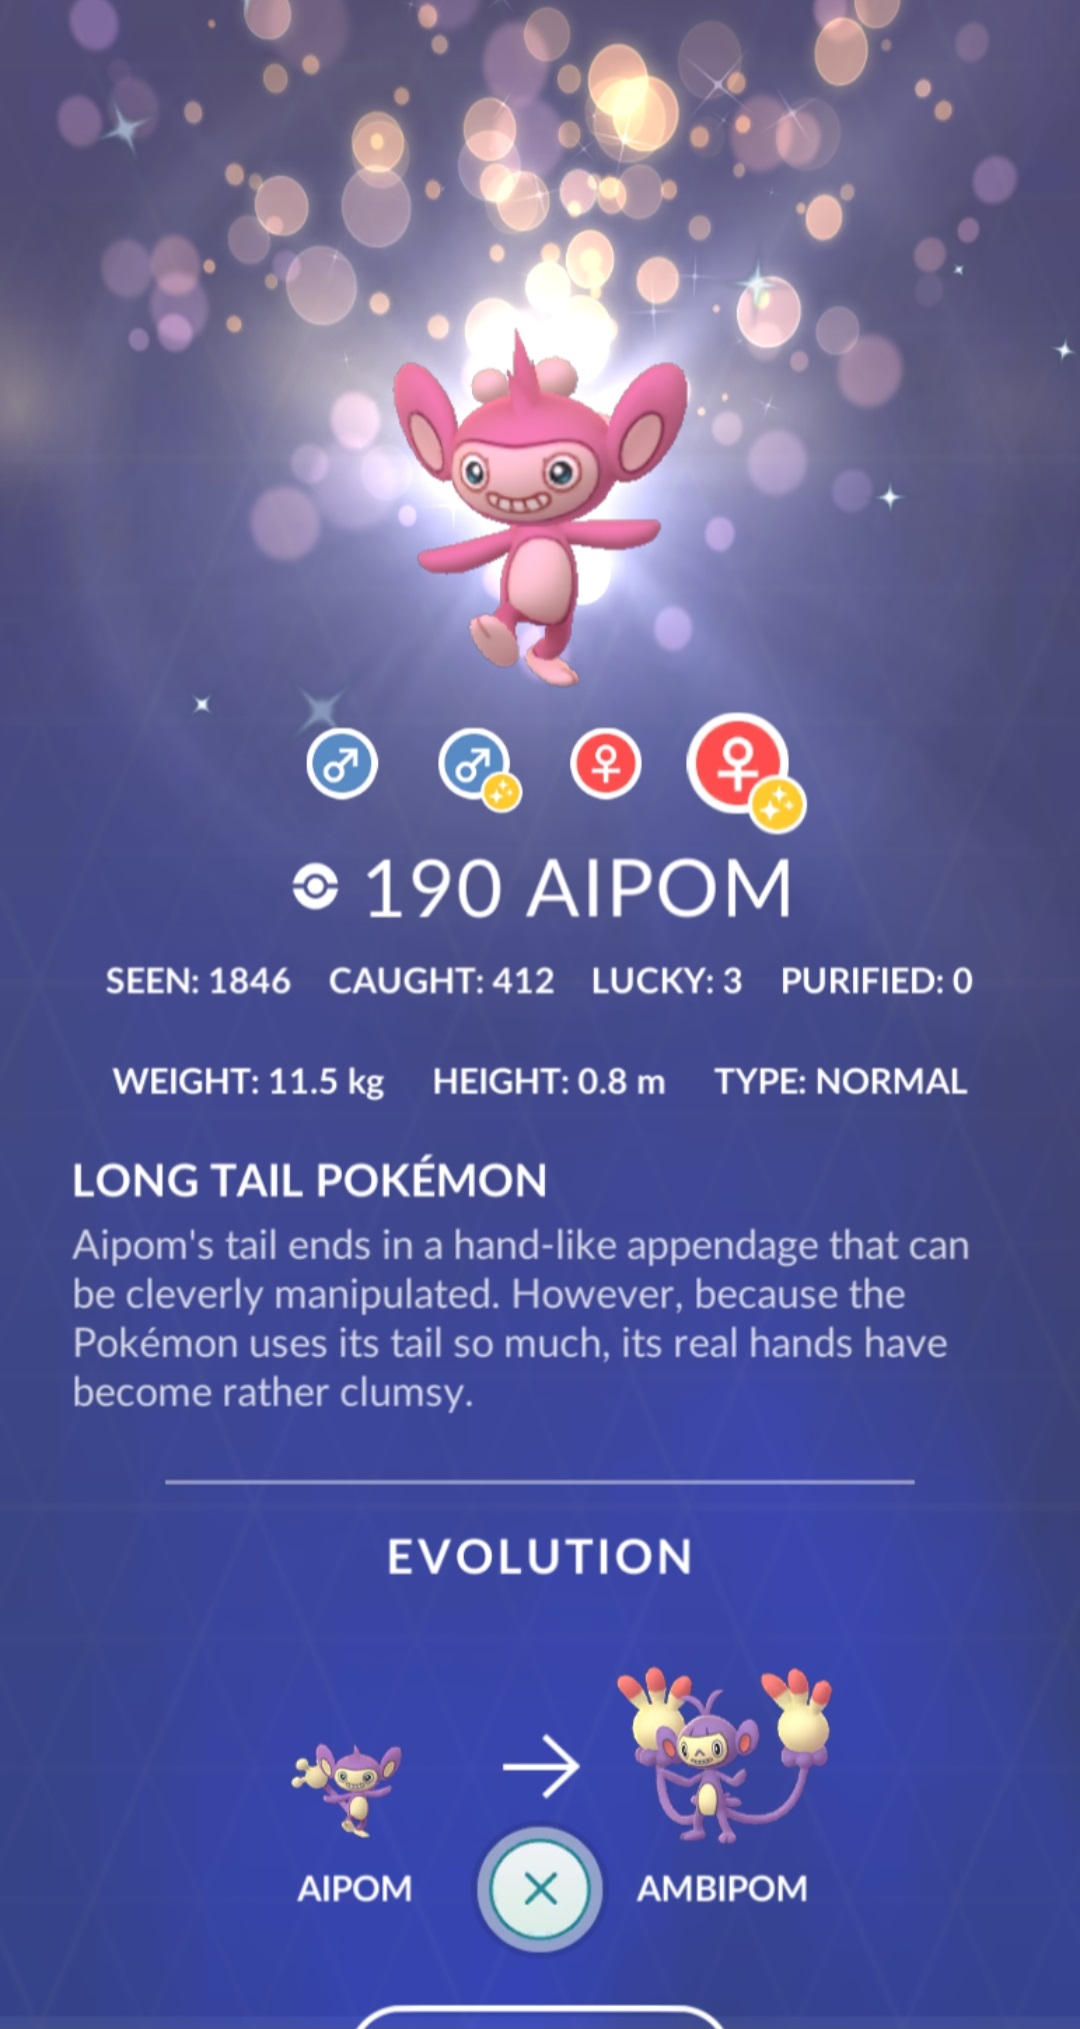 190 AIPOM
SEEN: 1846 CAUGHT: 412 LUCKY: 3 PURIFIED: 0
WEIGHT: 11.5 kg HEIGHT: 0.8 m TYPE: NORMAL
LONG TAIL POKÉMON
Aipom's tail ends in a hand-like appendage that can
be cleverly manipulated. However, because the
Pokémon uses its tail so much, its real hands have
become rather clumsy.
EVOLUTION
AIPOM AMBIPOM